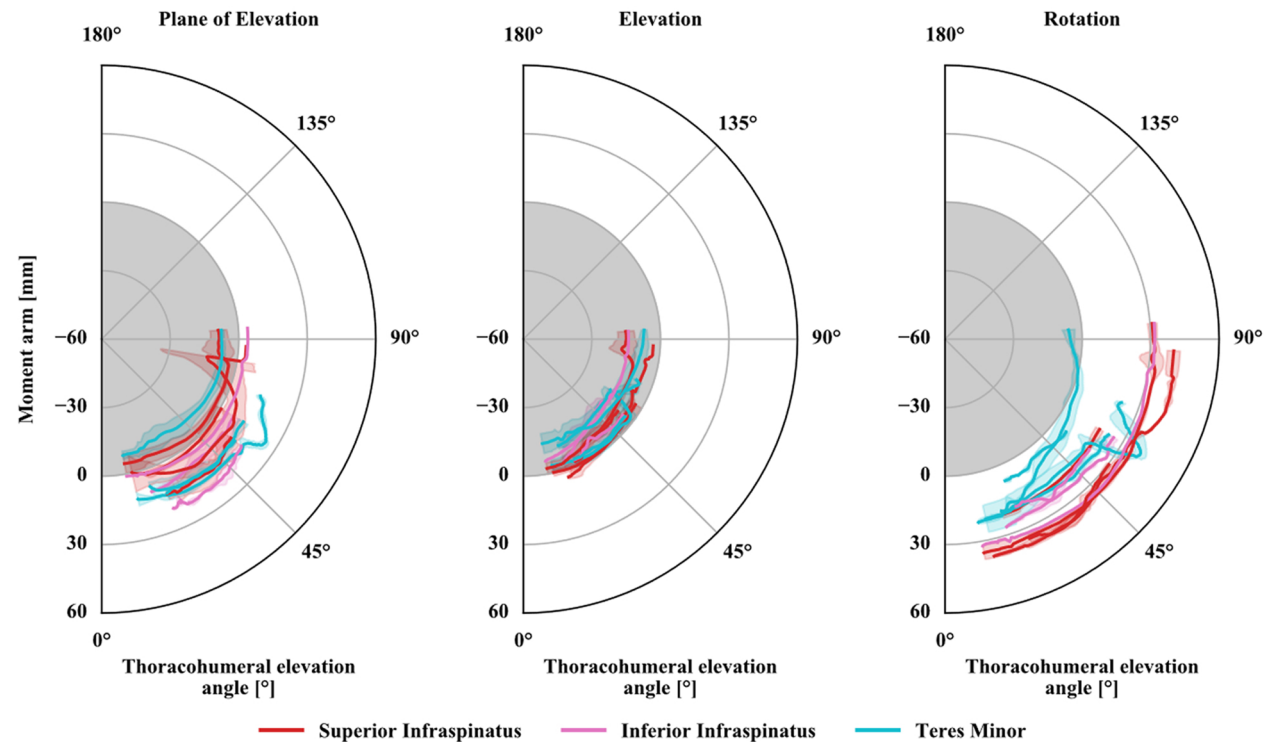 Plane of Elevation
Elevation
Rotation
180°
180°
180°
135°
135°
135°
Moment arm [mm]
−60
90°
−60
90°
−60
90°
−30
−30
−30
0
0
0
30
45°
30
45°
30
45°
60
60
60
0°
0°
0°
Thoracohumeral elevation
angle [°]
Thoracohumeral elevation
angle [°]
Thoracohumeral elevation
angle [°]
Superior Infraspinatus
Inferior Infraspinatus
Teres Minor